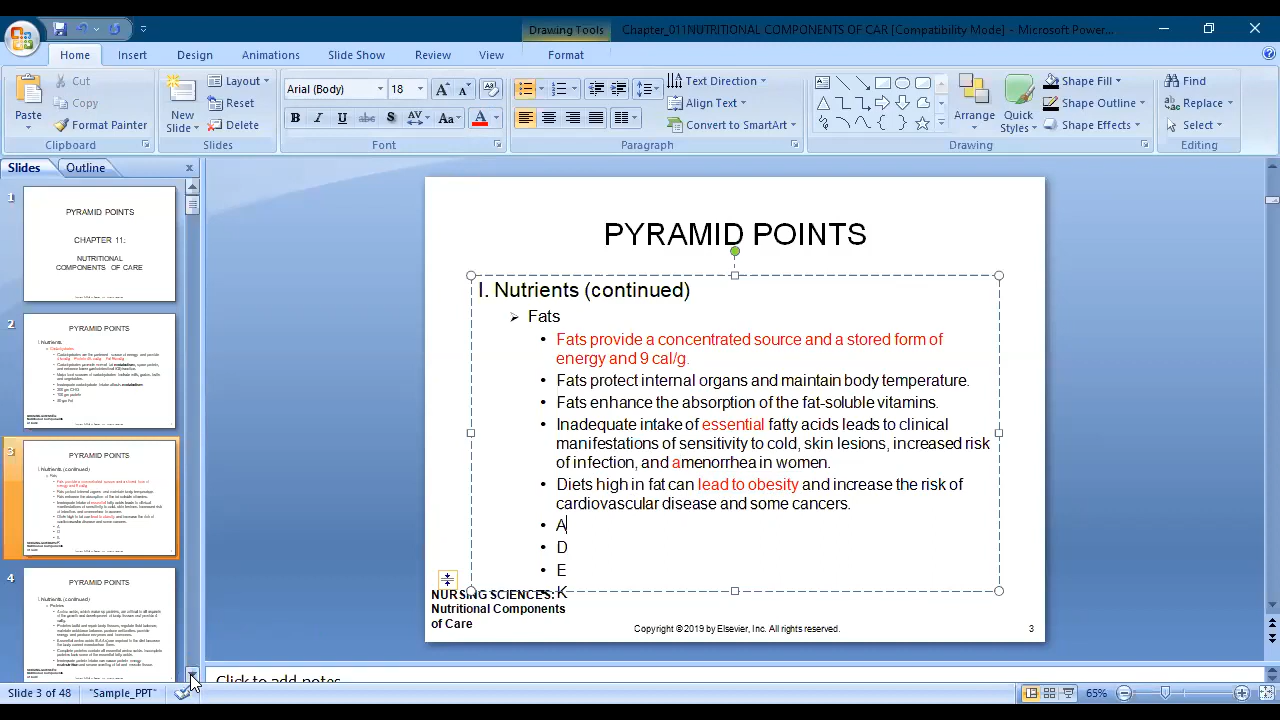 Drawing Tools
Chapter_011NUTRITIONAL COMPONENTS OF CAR [Compatibility Mode] - Microsoft Power...
Home
Insert
Design
Animations
Slide Show
Review
View
Format
Paste
Cut
Copy
Format Painter
Clipboard
New Slide
Layout
Reset
Delete
Slides
Arial (Body)
18
Font
Text Direction
Align Text
Convert to SmartArt
Paragraph
Arrange
Quick Styles
Shape Fill
Shape Outline
Shape Effects
Drawing
Find
Replace
Select
Editing
Slides
Outline
1
PYRAMID POINTS
CHAPTER 11:
NUTRITIONAL
COMPONENTS OF CARE
2
PYRAMID POINTS
3
PYRAMID POINTS
4
PYRAMID POINTS
PYRAMID POINTS
I. Nutrients (continued)
Fats
• Fats provide a concentrated source and a stored form of
energy and 9 cal/g.
• Fats protect internal organs and maintain body temperature.
• Fats enhance the absorption of the fat-soluble vitamins.
• Inadequate intake of essential fatty acids leads to clinical
manifestations of sensitivity to cold, skin lesions, increased risk
of infection, and amenorrhea in women.
• Diets high in fat can lead to obesity and increase the risk of
cardiovascular disease and some cancers.
• A
• D
• E
• K
NURSING SCIENCES:
Nutritional Components
of Care
Copyright © 2019 by Elsevier, Inc. All rights reserved.
3
Click to add notes
Slide 3 of 48
"Sample_PPT"
65%